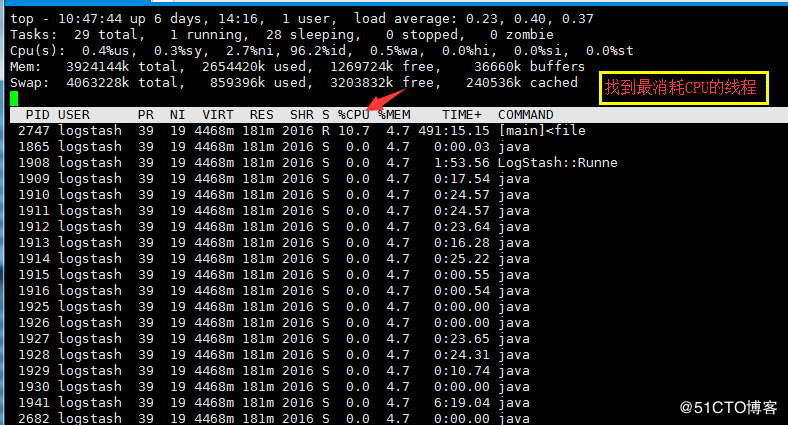 top - 10:47:44 up 6 days, 14:16,  1 user,  load average: 0.23, 0.40, 0.37
Tasks:  29 total,   1 running,  28 sleeping,   0 stopped,   0 zombie
Cpu(s):  0.4%us,  0.3%sy,  2.7%ni, 96.2%id,  0.5%wa,  0.0%hi,  0.0%si,  0.0%st
Mem:   3924144k total,  2654420k used,  1269724k free,    36660k buffers
Swap:  4063228k total,   859396k used,  3203832k free,   240536k cached
找到最消耗CPU的线程
PID USER      PR  NI  VIRT  RES  SHR S %CPU %MEM    TIME+  COMMAND
2747 logstash  39  19 4468m 181m 2016 R 10.7  4.7 491:15.15 [main]<file
1865 logstash  39  19 4468m 181m 2016 S  0.0  4.7   0:00.03 java
1908 logstash  39  19 4468m 181m 2016 S  0.0  4.7   1:53.56 LogStash::Runne
1909 logstash  39  19 4468m 181m 2016 S  0.0  4.7   0:17.54 java
1910 logstash  39  19 4468m 181m 2016 S  0.0  4.7   0:24.57 java
1911 logstash  39  19 4468m 181m 2016 S  0.0  4.7   0:24.57 java
1912 logstash  39  19 4468m 181m 2016 S  0.0  4.7   0:23.64 java
1913 logstash  39  19 4468m 181m 2016 S  0.0  4.7   0:16.28 java
1914 logstash  39  19 4468m 181m 2016 S  0.0  4.7   0:25.22 java
1915 logstash  39  19 4468m 181m 2016 S  0.0  4.7   0:00.55 java
1916 logstash  39  19 4468m 181m 2016 S  0.0  4.7   0:00.54 java
1925 logstash  39  19 4468m 181m 2016 S  0.0  4.7   0:00.00 java
1926 logstash  39  19 4468m 181m 2016 S  0.0  4.7   0:00.00 java
1927 logstash  39  19 4468m 181m 2016 S  0.0  4.7   0:23.65 java
1928 logstash  39  19 4468m 181m 2016 S  0.0  4.7   0:24.31 java
1929 logstash  39  19 4468m 181m 2016 S  0.0  4.7   0:10.74 java
1930 logstash  39  19 4468m 181m 2016 S  0.0  4.7   0:00.00 java
1941 logstash  39  19 4468m 181m 2016 S  0.0  4.7   6:19.04 java
2682 logstash  39  19 4468m 181m 2016 S  0.0  4.7   0:00.00 java
@51CTO博客